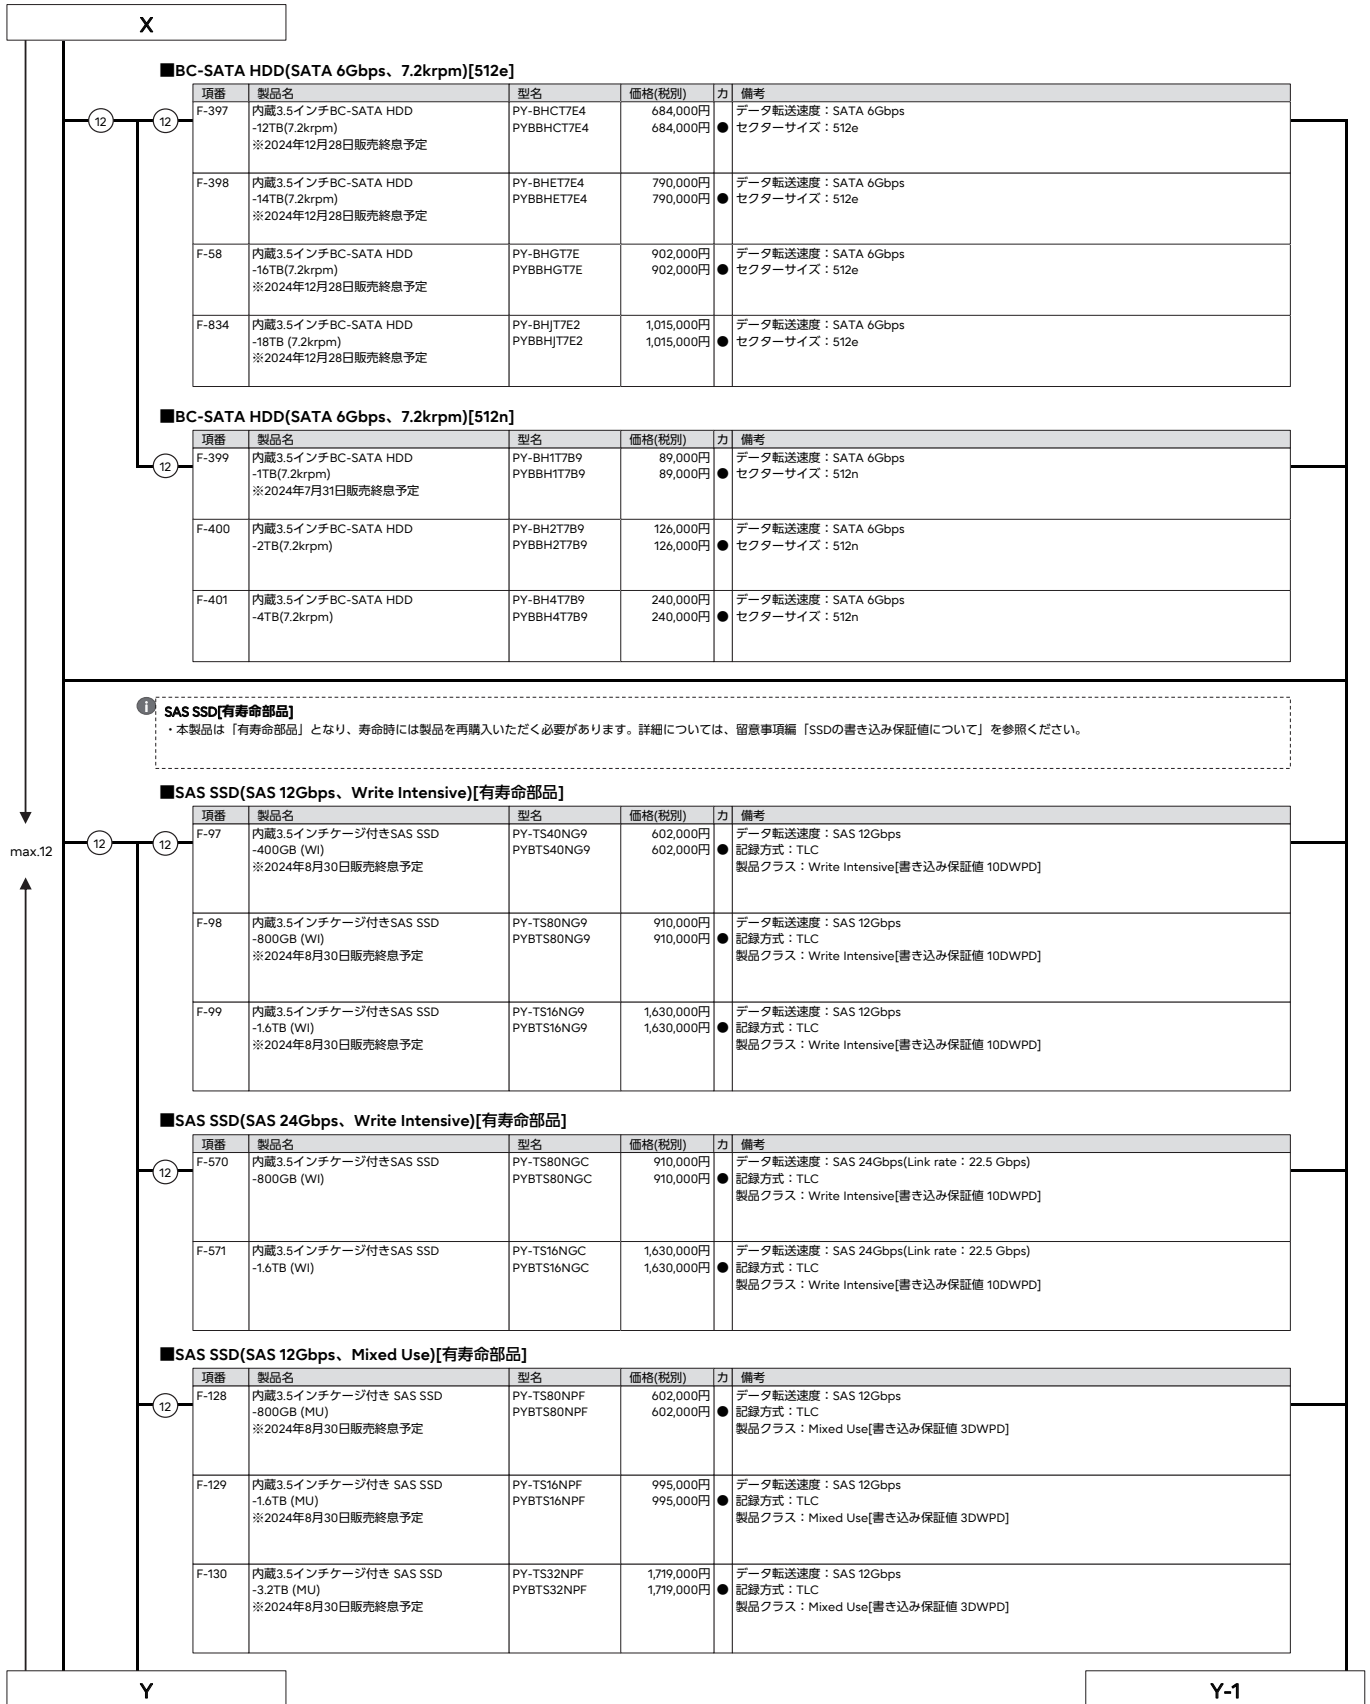 X
■BC-SATA HDD(SATA 6Gbps、7.2krpm)[512e]
項番 製品名 型名 価格(税別) カ 備考
12 12 F-397 内蔵3.5インチBC-SATA HDD PY-BHCT7E4 684,000円 データ転送速度：SATA 6Gbps
-12TB(7.2krpm) PYBBHCT7E4 684,000円 ● セクターサイズ：512e
※2024年12月28日販売終息予定
F-398 内蔵3.5インチBC-SATA HDD PY-BHET7E4 790,000円 データ転送速度：SATA 6Gbps
-14TB(7.2krpm) PYBBHET7E4 790,000円 ● セクターサイズ：512e
※2024年12月28日販売終息予定
F-58 内蔵3.5インチBC-SATA HDD PY-BHGT7E 902,000円 データ転送速度：SATA 6Gbps
-16TB(7.2krpm) PYBBHGT7E 902,000円 ● セクターサイズ：512e
※2024年12月28日販売終息予定
F-834 内蔵3.5インチBC-SATA HDD PY-BHJT7E2 1,015,000円 データ転送速度：SATA 6Gbps
-18TB (7.2krpm) PYBBHJT7E2 1,015,000円 ● セクターサイズ：512e
※2024年12月28日販売終息予定
■BC-SATA HDD(SATA 6Gbps、7.2krpm)[512n]
項番 製品名 型名 価格(税別) カ 備考
12 F-399 内蔵3.5インチBC-SATA HDD PY-BH1T7B9 89,000円 データ転送速度：SATA 6Gbps
-1TB(7.2krpm) PYBBH1T7B9 89,000円 ● セクターサイズ：512n
※2024年7月31日販売終息予定
F-400 内蔵3.5インチBC-SATA HDD PY-BH2T7B9 126,000円 データ転送速度：SATA 6Gbps
-2TB(7.2krpm) PYBBH2T7B9 126,000円 ● セクターサイズ：512n
F-401 内蔵3.5インチBC-SATA HDD PY-BH4T7B9 240,000円 データ転送速度：SATA 6Gbps
-4TB(7.2krpm) PYBBH4T7B9 240,000円 ● セクターサイズ：512n
i SAS SSD[有寿命部品]
・本製品は「有寿命部品」となり、寿命時には製品を再購入いただく必要があります。詳細については、留意事項編「SSDの書き込み保証値について」を参照ください。
■SAS SSD(SAS 12Gbps、Write Intensive)[有寿命部品]
項番 製品名 型名 価格(税別) カ 備考
max.12 12 12 F-97 内蔵3.5インチケージ付きSAS SSD PY-TS40NG9 602,000円 データ転送速度：SAS 12Gbps
-400GB (WI) PYBTS40NG9 602,000円 ● 記録方式：TLC
※2024年8月30日販売終息予定 製品クラス：Write Intensive[書き込み保証値 10DWPD]
F-98 内蔵3.5インチケージ付きSAS SSD PY-TS80NG9 910,000円 データ転送速度：SAS 12Gbps
-800GB (WI) PYBTS80NG9 910,000円 ● 記録方式：TLC
※2024年8月30日販売終息予定 製品クラス：Write Intensive[書き込み保証値 10DWPD]
F-99 内蔵3.5インチケージ付きSAS SSD PY-TS16NG9 1,630,000円 データ転送速度：SAS 12Gbps
-1.6TB (WI) PYBTS16NG9 1,630,000円 ● 記録方式：TLC
※2024年8月30日販売終息予定 製品クラス：Write Intensive[書き込み保証値 10DWPD]
■SAS SSD(SAS 24Gbps、Write Intensive)[有寿命部品]
項番 製品名 型名 価格(税別) カ 備考
12 F-570 内蔵3.5インチケージ付きSAS SSD PY-TS80NGC 910,000円 データ転送速度：SAS 24Gbps(Link rate：22.5 Gbps)
-800GB (WI) PYBTS80NGC 910,000円 ● 記録方式：TLC
製品クラス：Write Intensive[書き込み保証値 10DWPD]
F-571 内蔵3.5インチケージ付きSAS SSD PY-TS16NGC 1,630,000円 データ転送速度：SAS 24Gbps(Link rate：22.5 Gbps)
-1.6TB (WI) PYBTS16NGC 1,630,000円 ● 記録方式：TLC
製品クラス：Write Intensive[書き込み保証値 10DWPD]
■SAS SSD(SAS 12Gbps、Mixed Use)[有寿命部品]
項番 製品名 型名 価格(税別) カ 備考
12 F-128 内蔵3.5インチケージ付き SAS SSD PY-TS80NPF 602,000円 データ転送速度：SAS 12Gbps
-800GB (MU) PYBTS80NPF 602,000円 ● 記録方式：TLC
※2024年8月30日販売終息予定 製品クラス：Mixed Use[書き込み保証値 3DWPD]
F-129 内蔵3.5インチケージ付き SAS SSD PY-TS16NPF 995,000円 データ転送速度：SAS 12Gbps
-1.6TB (MU) PYBTS16NPF 995,000円 ● 記録方式：TLC
※2024年8月30日販売終息予定 製品クラス：Mixed Use[書き込み保証値 3DWPD]
F-130 内蔵3.5インチケージ付き SAS SSD PY-TS32NPF 1,719,000円 データ転送速度：SAS 12Gbps
-3.2TB (MU) PYBTS32NPF 1,719,000円 ● 記録方式：TLC
※2024年8月30日販売終息予定 製品クラス：Mixed Use[書き込み保証値 3DWPD]
Y Y-1